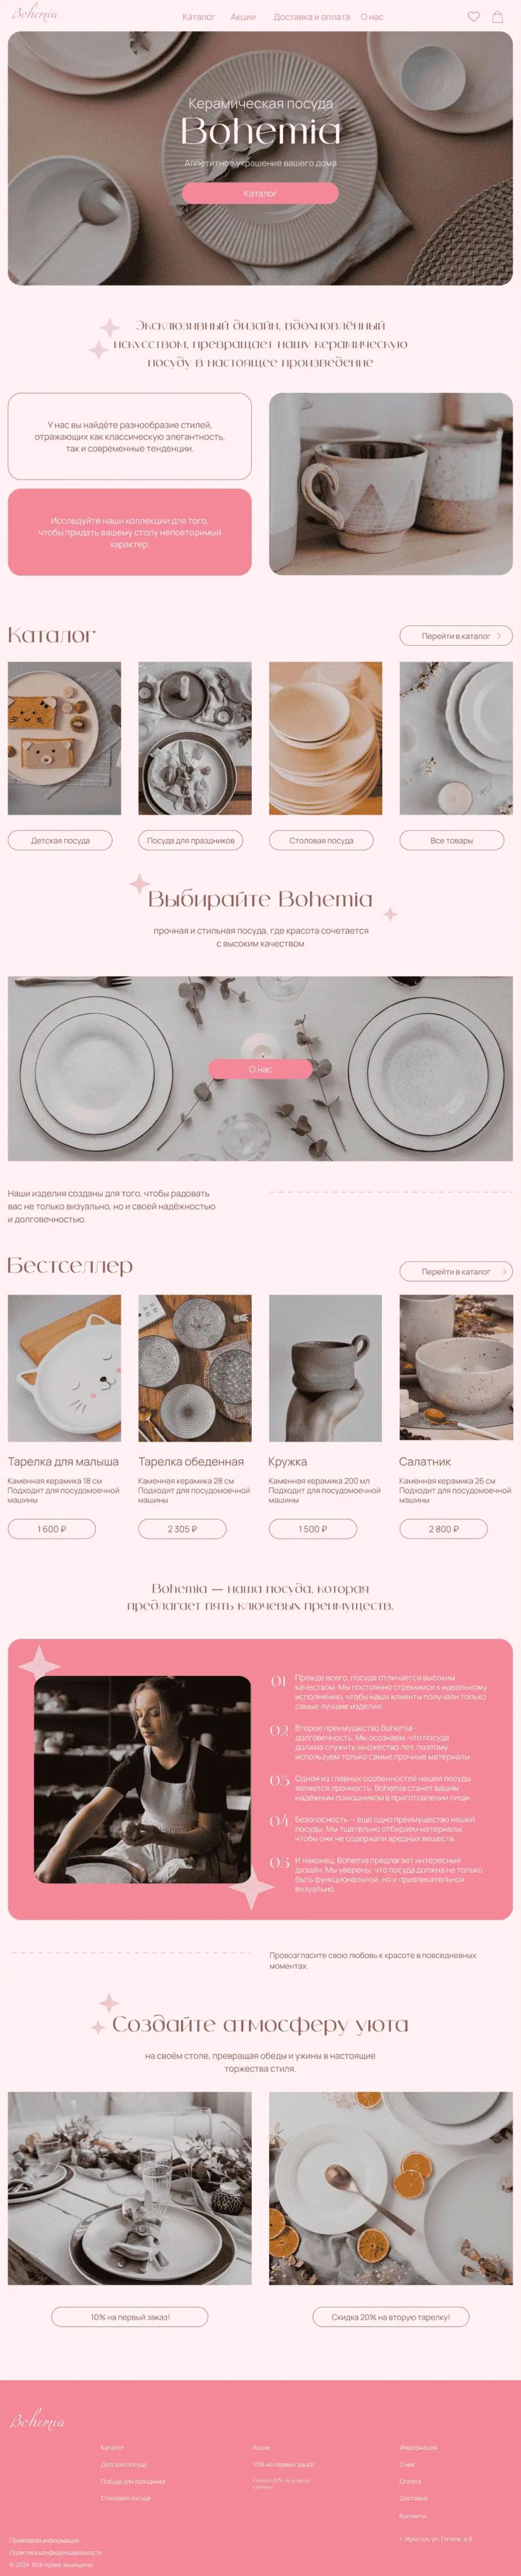 Bohemia
Каталог Акции Доставка и оплата О нас
Керамическая посуда
Bohemia
Аппетитное украшение вашего дома
Каталог
Эксклюзивный дизайн, вдохновлённый
искусством, превращает нашу керамическую
посуду в настоящее произведение
У нас вы найдёте разнообразие стилей,
отражающих как классическую элегантность,
так и современные тенденции.
Исследуйте наши коллекции для того,
чтобы придать вашему столу неповторимый
характер.
Каталог
Перейти в каталог
Детская посуда
Посуда для праздников
Столовая посуда
Все товары
Выбирайте Bohemia
прочная и стильная посуда, где красота сочетается
с высоким качеством
О нас
Наши изделия созданы для того, чтобы радовать
вас не только визуально, но и своей надёжностью
и долговечностью.
Бестселлер
Перейти в каталог
Тарелка для малыша
Каменная керамика 18 см
Подходит для посудомоечной
машины
1 600 ₽
Тарелка обеденная
Каменная керамика 28 см
Подходит для посудомоечной
машины
2 305 ₽
Кружка
Каменная керамика 200 мл
Подходит для посудомоечной
машины
1 500 ₽
Салатник
Каменная керамика 26 см
Подходит для посудомоечной
машины
2 800 ₽
Bohemia — наша посуда, которая
предлагает пять ключевых преимуществ.
01 Прежде всего, посуда отличается высоким
качеством. Мы постоянно стремимся к идеальному
исполнению, чтобы наши клиенты получали только
самые лучшие изделия.
02 Второе преимущество Bohemia -
долговечность. Мы осознаем, что посуда
должна служить множество лет, поэтому
используем только самые прочные материалы.
03 Одной из главных особенностей нашей посуды
является прочность. Bohemia станет вашим
надёжным помощником в приготовлении пищи.
04 Безопасность — ещё одно преимущество нашей
посуды. Мы тщательно отбираем материалы,
чтобы они не содержали вредных веществ.
05 И наконец, Bohemia предлагает интересный
дизайн. Мы уверены, что посуда должна не только
быть функциональной, но и привлекательной
визуально.
Провозгласите свою любовь к красоте в повседневных
моментах.
Создайте атмосферу уюта
на своём столе, превращая обеды и ужины в настоящие
торжества стиля.
10% на первый заказ!
Скидка 20% на вторую тарелку!
Bohemia
Каталог
Детская посуда
Посуда для праздника
Столовая посуда
Акции
10% на первый заказ!
Скидка 20% на вторую
тарелку!
Информация
О нас
Оплата
Доставка
Контакты
г. Иркутск, ул. Гоголя, д.9
Правовая информация
Политика конфиденциальности
© 2024. Все права защищены